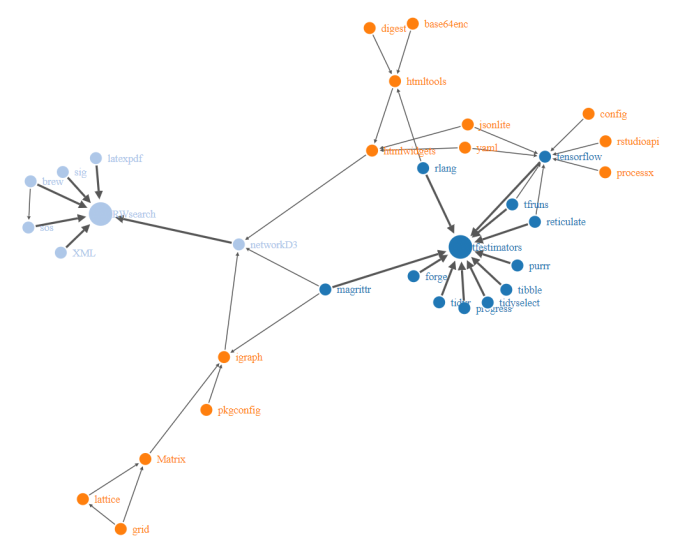 digest
base64enc
htmltools
config
jsonlite
rstudioapi
yaml
htmlwidgets
tensorflow
latexpdf
rlang
processx
sig
brew
tfruns
RWsearch
reticulate
sos
networkD3
tfestimators
XML
purrr
forge
magrittr
tibble
tidyr
progress
tidyselect
igraph
pkgconfig
Matrix
lattice
grid